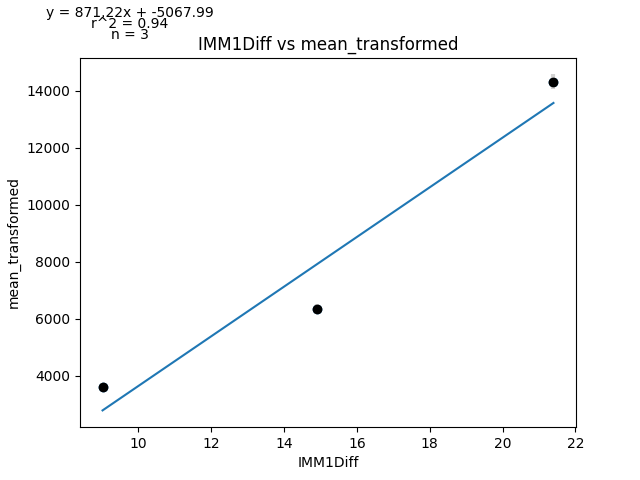 y = 871.22x + -5067.99
r^2 = 0.94
n = 3
IMM1Diff vs mean_transformed
14000
12000
10000
8000
6000
4000
mean_transformed
10 12 14 16 18 20 22
IMM1Diff